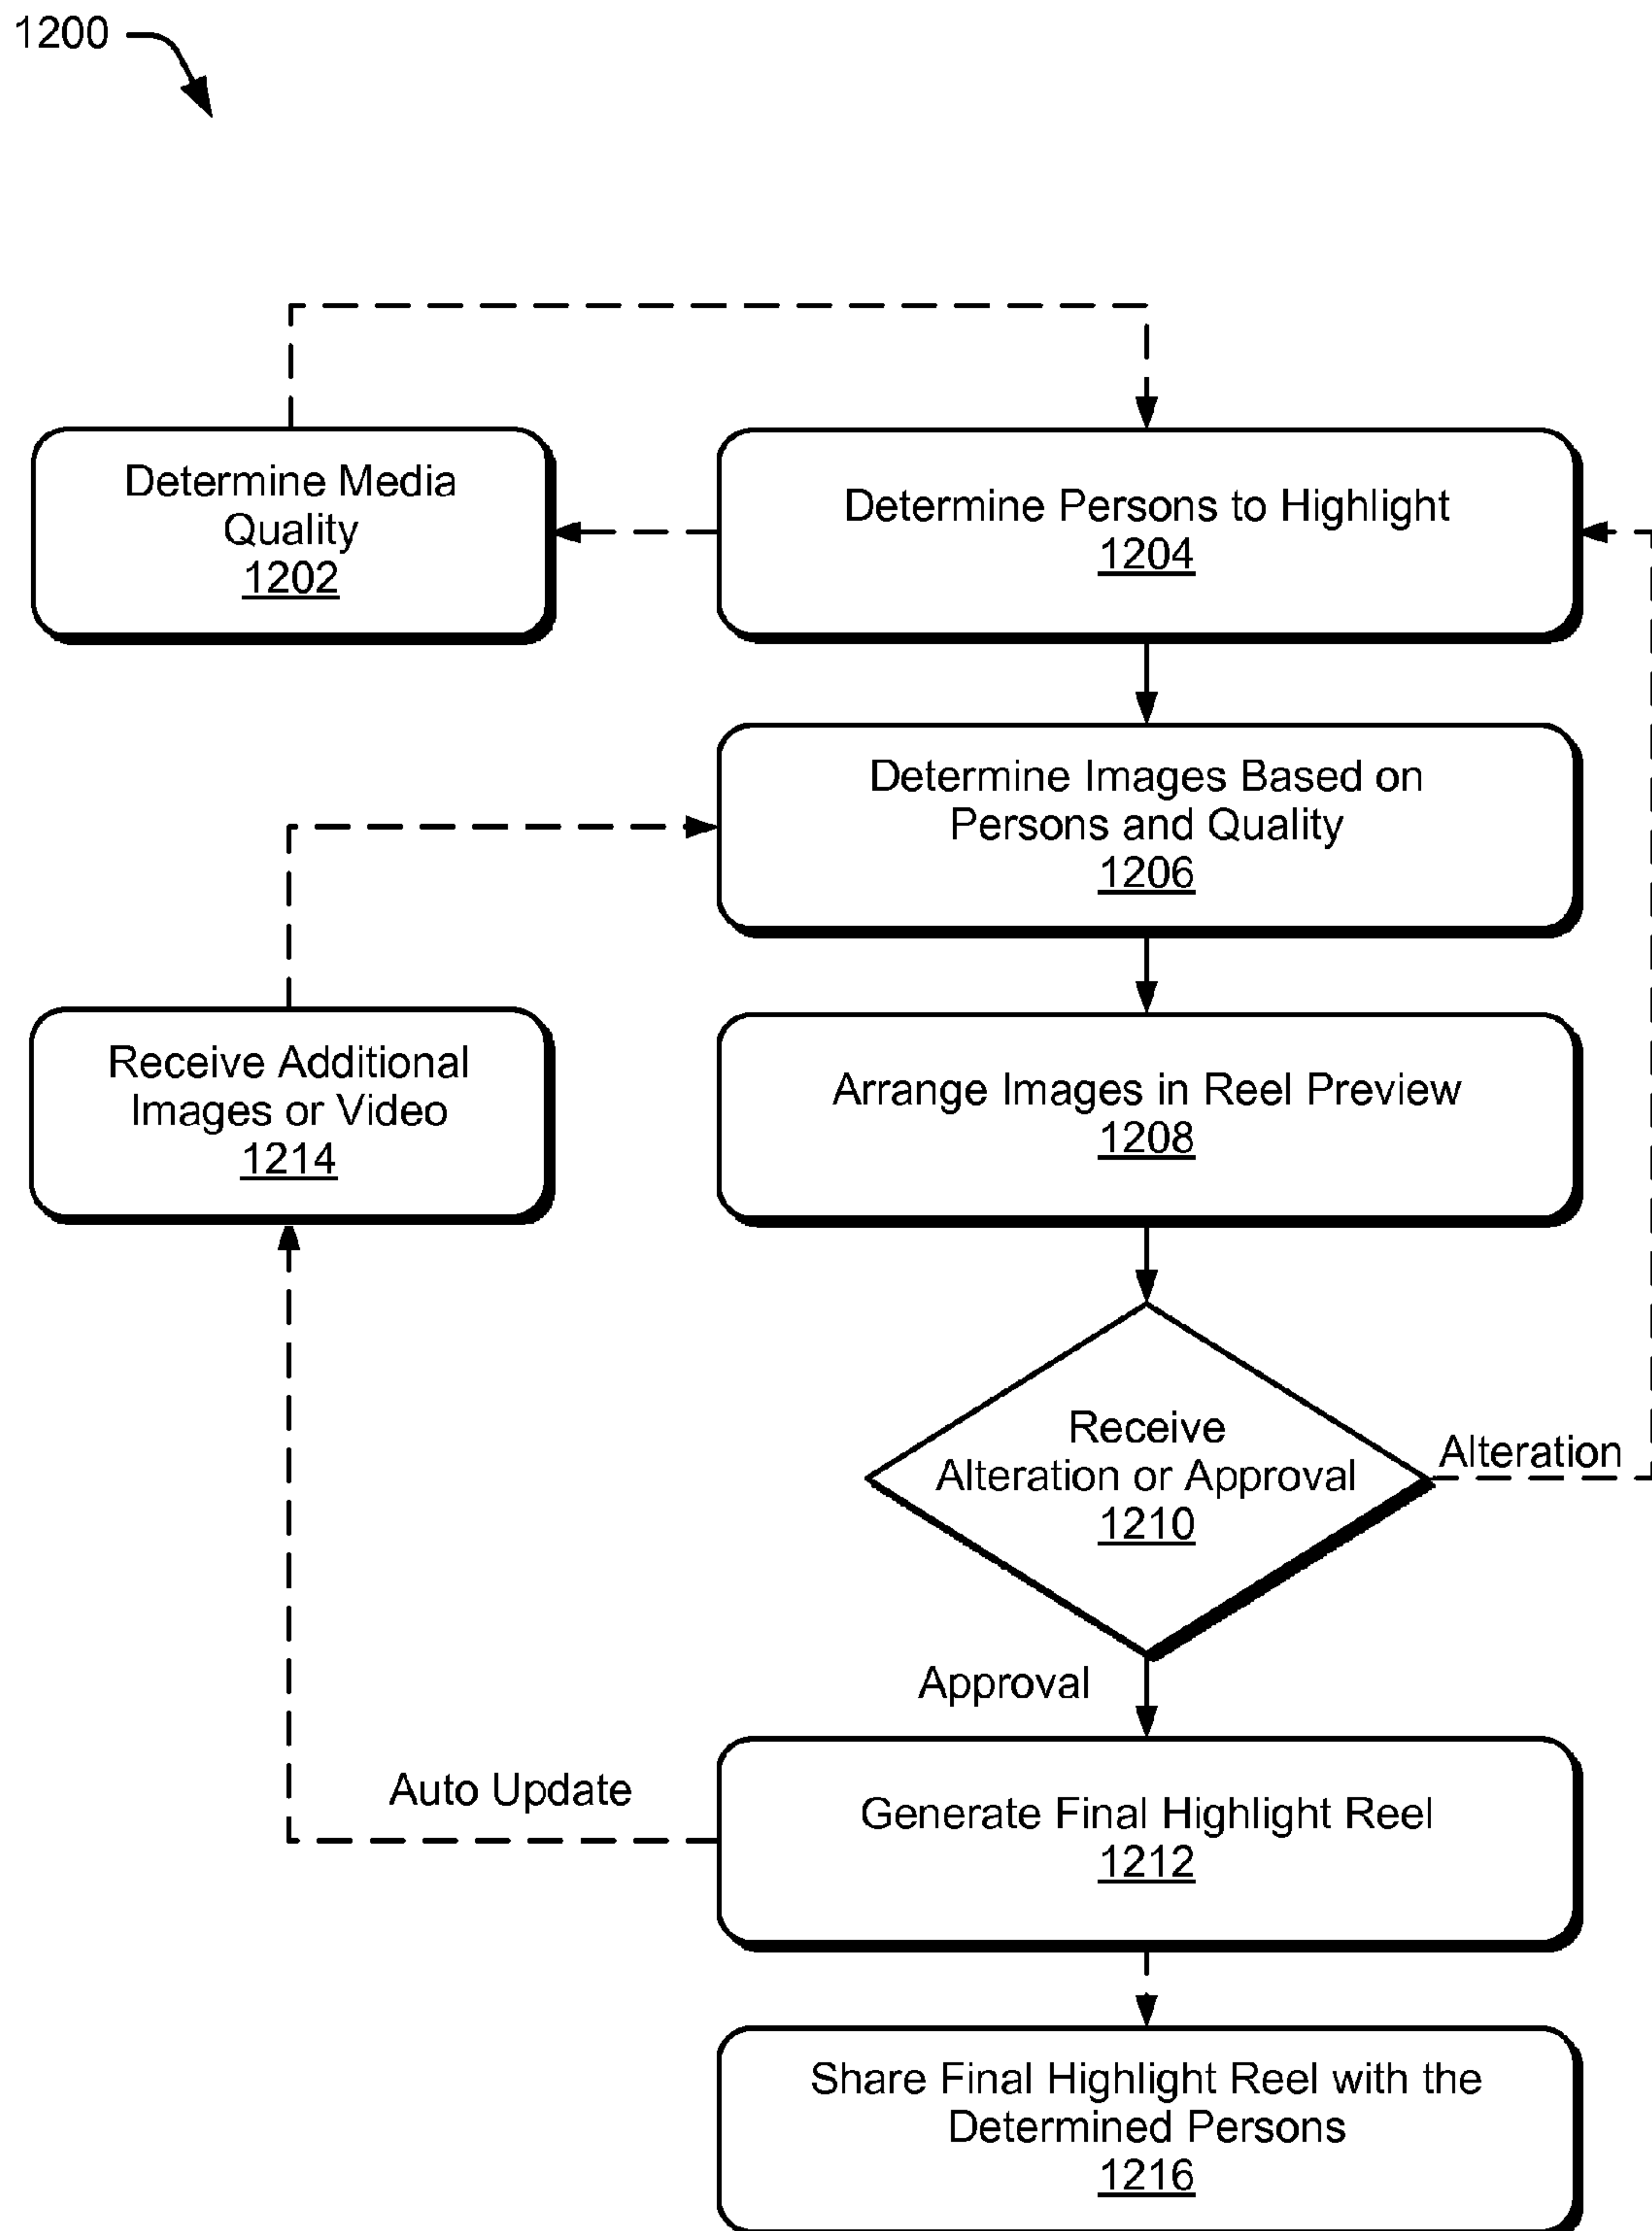 1200
Determine Media
Quality
1202
Determine Persons to Highlight
1204
Determine Images Based on
Persons and Quality
1206
Receive Additional
Images or Video
1214
Arrange Images in Reel Preview
1208
Receive
Alteration or Approval
1210
Alteration
Approval
Auto Update
Generate Final Highlight Reel
1212
Share Final Highlight Reel with the
Determined Persons
1216